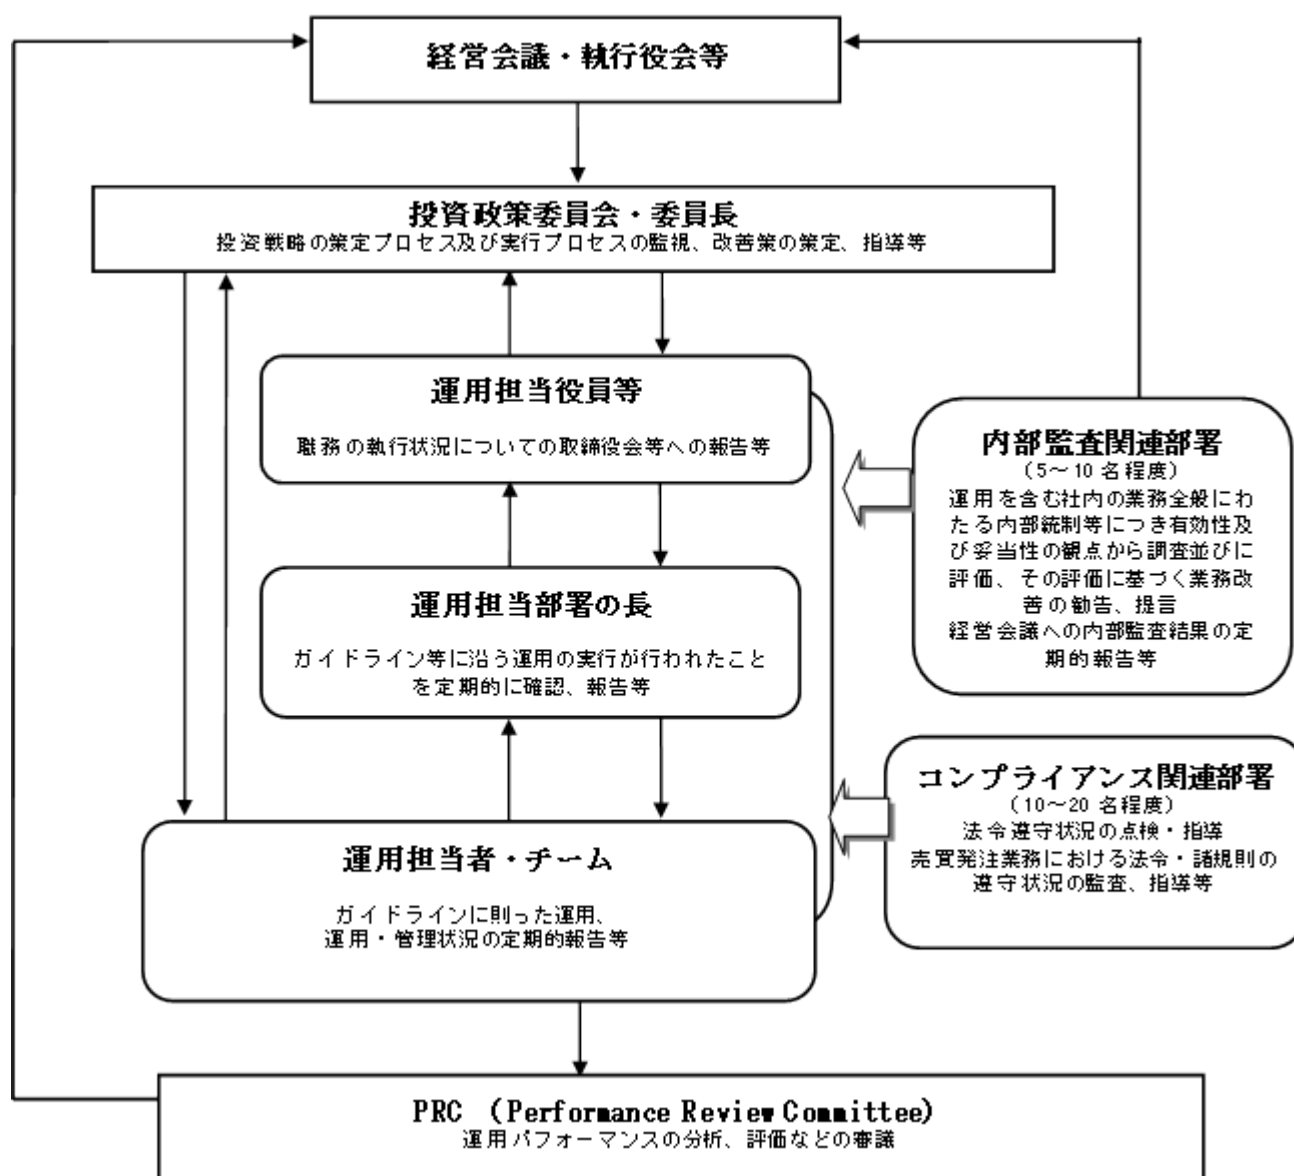 経営会議・執行役会等
投資政策委員会・委員長
投資戦略の策定プロセス及び実行プロセスの監視、改善策の策定、指導等
運用担当役員等
職務の執行状況についての取締役会等への報告等
運用担当部署の長
ガイドライン等に沿う運用の実行が行われたこと
を定期的に確認、報告等
運用担当者・チーム
ガイドラインに則った運用、
運用・管理状況の定期的報告等
内部監査関連部署
(5～10 名程度)
運用を含む社内の業務全般にわ
たる内部統制等につき有効性及
び妥当性の観点から調査並びに
評価、その評価に基づく業務改
善の勧告、提言
経営会議への内部監査結果の定
期的報告等
コンプライアンス関連部署
(10～20 名程度)
法令遵守状況の点検・指導
売買発注業務における法令・諸規則の
遵守状況の監査、指導等
PRC (Performance Review Committee)
運用パフォーマンスの分析、評価などの審議